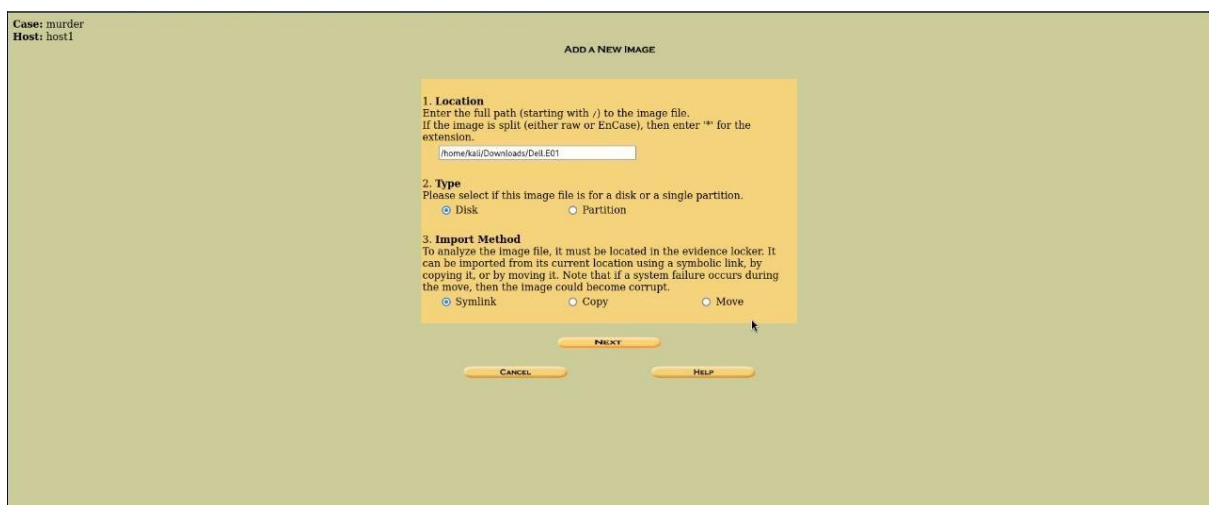 Case: murder
Host: host1
ADD A NEW IMAGE
1. Location
Enter the full path (starting with /) to the image file.
If the image is split (either raw or EnCase), then enter '*' for the
extension.
/home/kali/Downloads/Dell.E01
2. Type
Please select if this image file is for a disk or a single partition.
Disk Partition
3. Import Method
To analyze the image file, it must be located in the evidence locker. It
can be imported from its current location using a symbolic link, by
copying it, or by moving it. Note that if a system failure occurs during
the move, then the image could become corrupt.
Symlink Copy Move
NEXT
CANCEL HELP